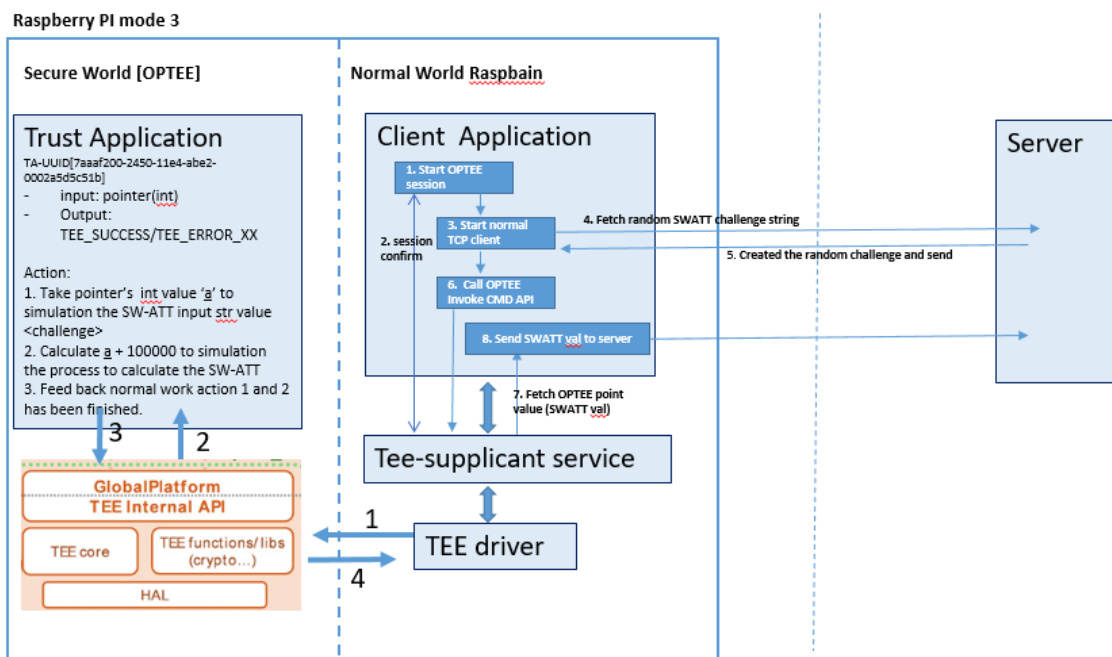 Raspberry PI mode 3
Secure World [OPTEE]
Normal World Raspbain
Trust Application
TA-UUID[7aaaf200-2450-11e4-abe2-
0002a5d5c51b]
- input: pointer(int)
- Output:
TEE_SUCCESS/TEE_ERROR_XX
Action:
1. Take pointer's int value 'a' to
simulation the SW-ATT input str value
<challenge>
2. Calculate a + 100000 to simulation
the process to calculate the SW-ATT
3. Feed back normal work action 1 and 2
has been finished.
3
2
GlobalPlatform
TEE Internal API
TEE core
TEE functions/libs
(crypto...)
HAL
Client Application
1. Start OPTEE
session
2. session
confirm
3. Start normal
TCP client
6. Call OPTEE
Invoke CMD API
8. Send SWATT val to server
7. Fetch OPTEE point
value (SWATT val)
Tee-supplicant service
TEE driver
1
4
4. Fetch random SWATT challenge string
5. Created the random challenge and send
Server